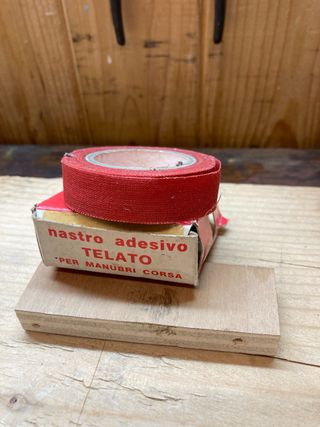 nastro adesivo
TELATO
PER MANUBRI CORSA